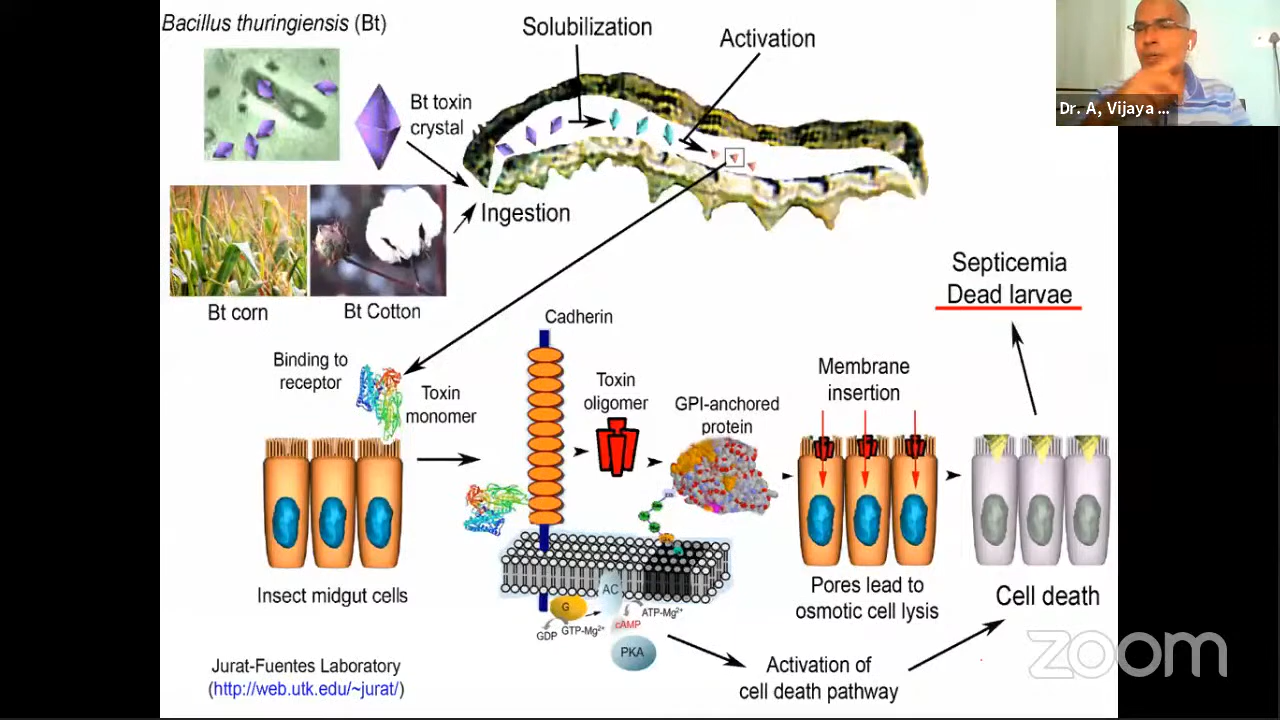 Bacillus thuringiensis (Bt)
Solubilization
Activation
Dr. A, Vijaya ...
Bt toxin
crystal
Ingestion
Bt corn
Bt Cotton
Septicemia
Dead larvae
Cadherin
Binding to
receptor
Toxin
monomer
Toxin
oligomer
GPI-anchored
protein
Membrane
insertion
Insect midgut cells
AC
G
GDP
GTP-Mg²⁺
ATP-Mg²⁺
cAMP
PKA
Pores lead to
osmotic cell lysis
Cell death
Activation of
cell death pathway
Jurat-Fuentes Laboratory
(http://web.utk.edu/~jurat/)
zoom